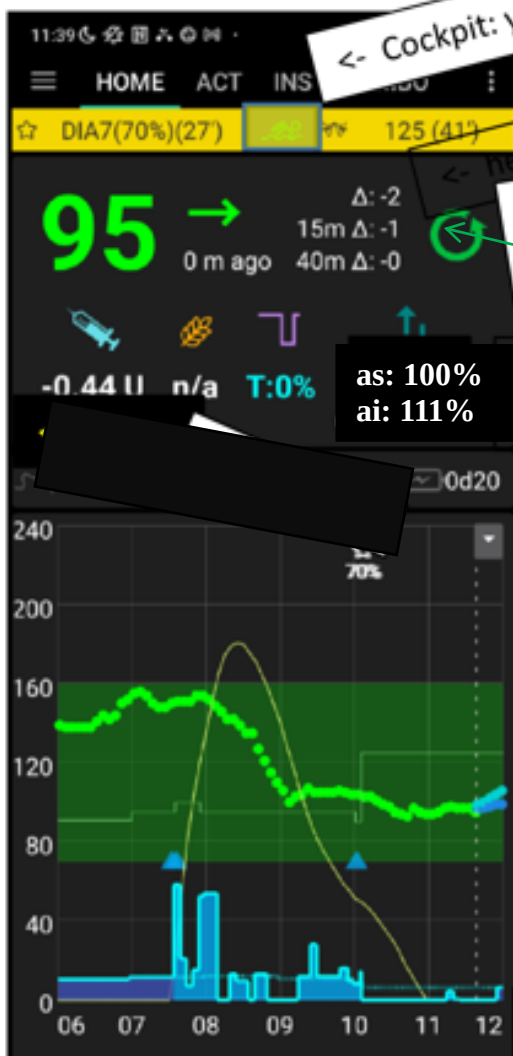 11:39
<- Cockpit:
HOME ACT INS
☆ DIA7(70%)(27') 125 (41')
<-
95 → Δ: -2
15m Δ: -1
0 m ago 40m Δ: -0
-0.44 U n/a T:0% as: 100%
ai: 111%
0d20
240
70%
200
160
120
80
40
0
06 07 08 09 10 11 12